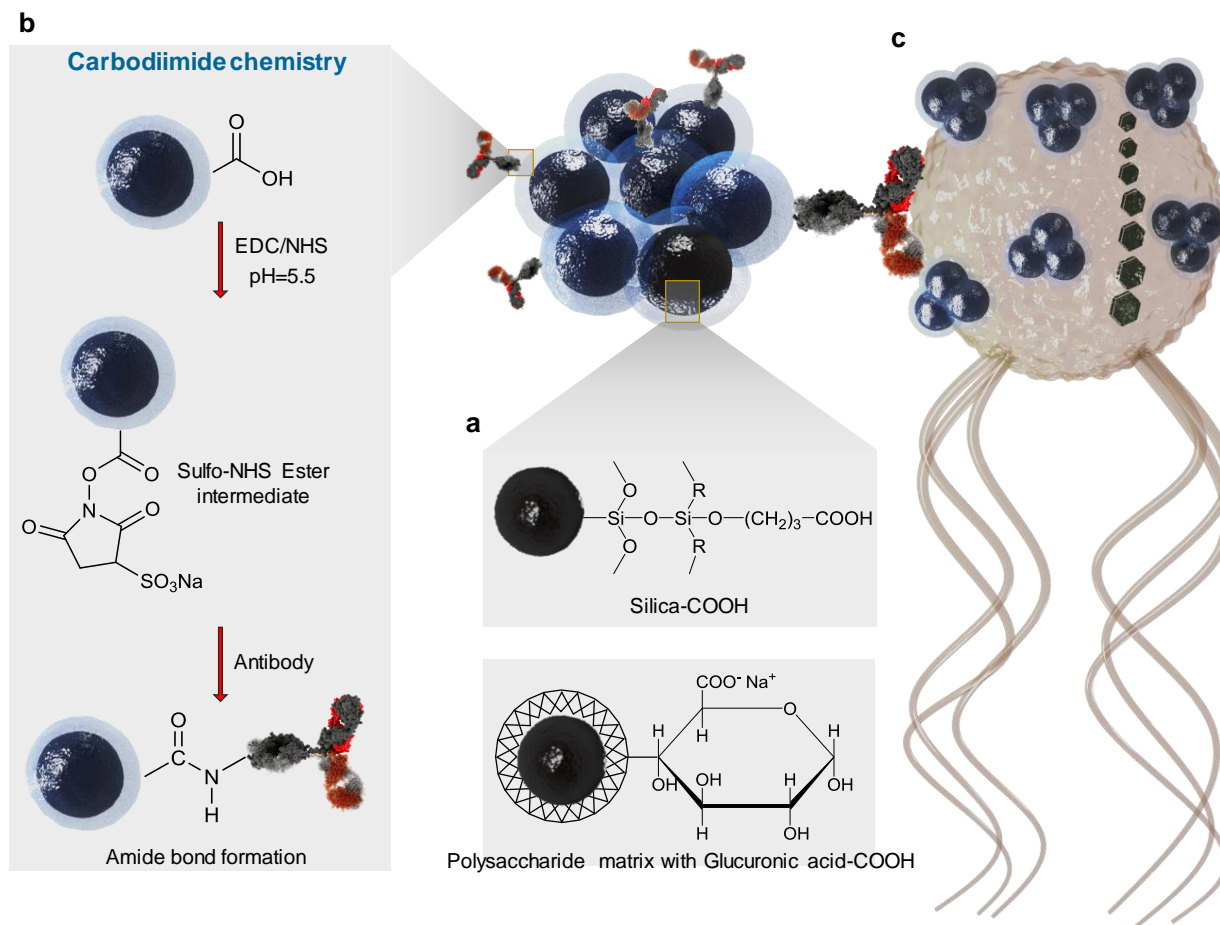 b
Carbodiimide chemistry
O
OH
EDC/NHS
pH=5.5
O
O
Sulfo-NHS Ester
intermediate
N
O
O
SO₃Na
Antibody
O
C
N
H
Amide bond formation
a
O
R
Si
O
Si
O
(CH₂)₃
COOH
O
R
Silica-COOH
COO⁻ Na⁺
O
H
H
H
H
OH
OH
H
OH
H
OH
Polysaccharide matrix with Glucuronic acid-COOH
c